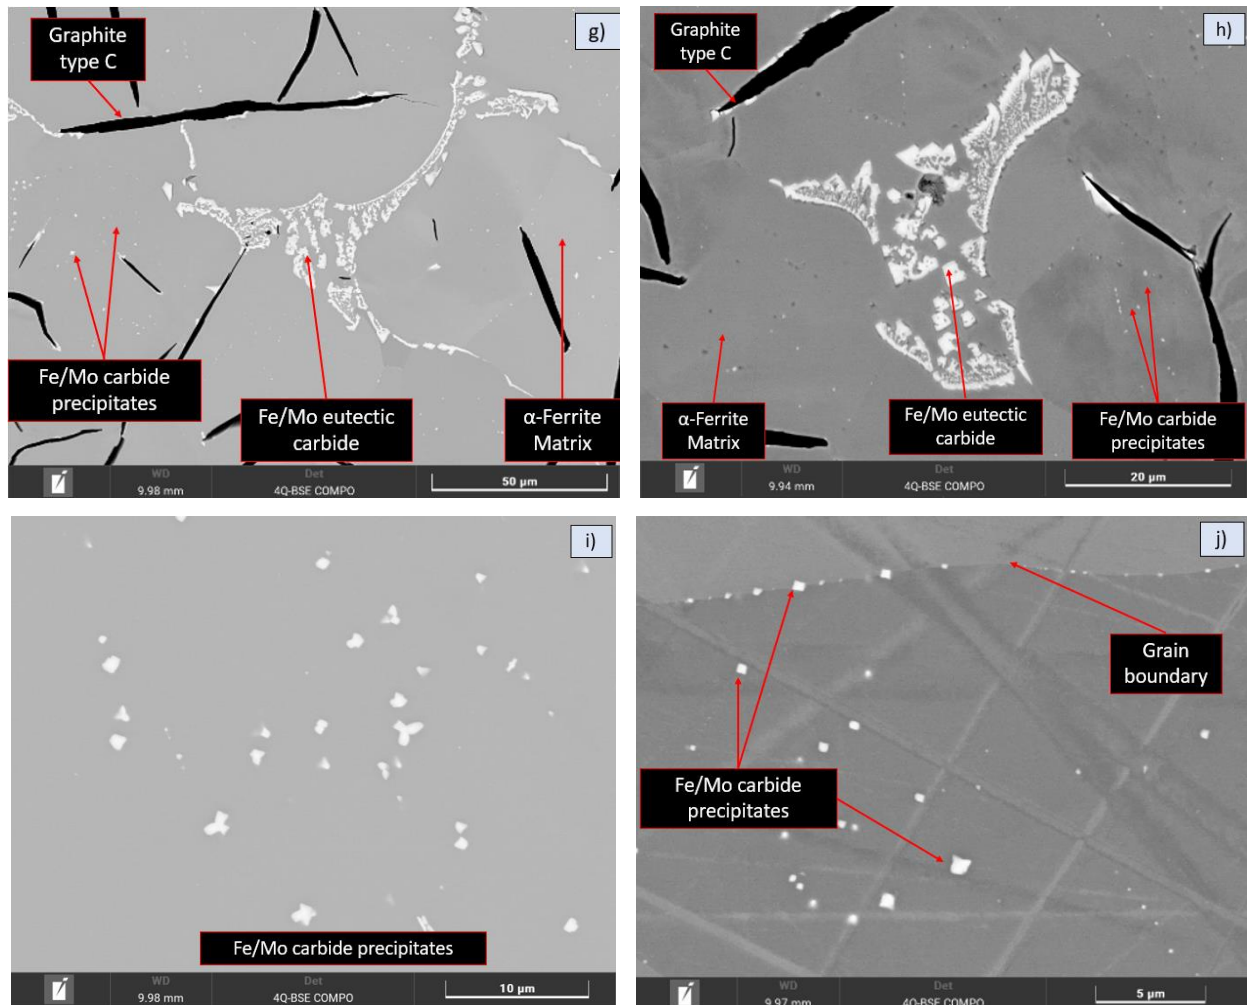 Graphite
type C
g)
Fe/Mo carbide
precipitates
Fe/Mo eutectic
carbide
α-Ferrite
Matrix
WD
9.98 mm
Det
4Q-BSE COMPO
50 µm
Graphite
type C
h)
α-Ferrite
Matrix
Fe/Mo eutectic
carbide
Fe/Mo carbide
precipitates
WD
9.94 mm
Det
4Q-BSE COMPO
20 µm
i)
Fe/Mo carbide precipitates
WD
9.98 mm
Det
4Q-BSE COMPO
10 µm
j)
Grain
boundary
Fe/Mo carbide
precipitates
WD
9.97 mm
Det
4Q-BSE COMPO
5 µm